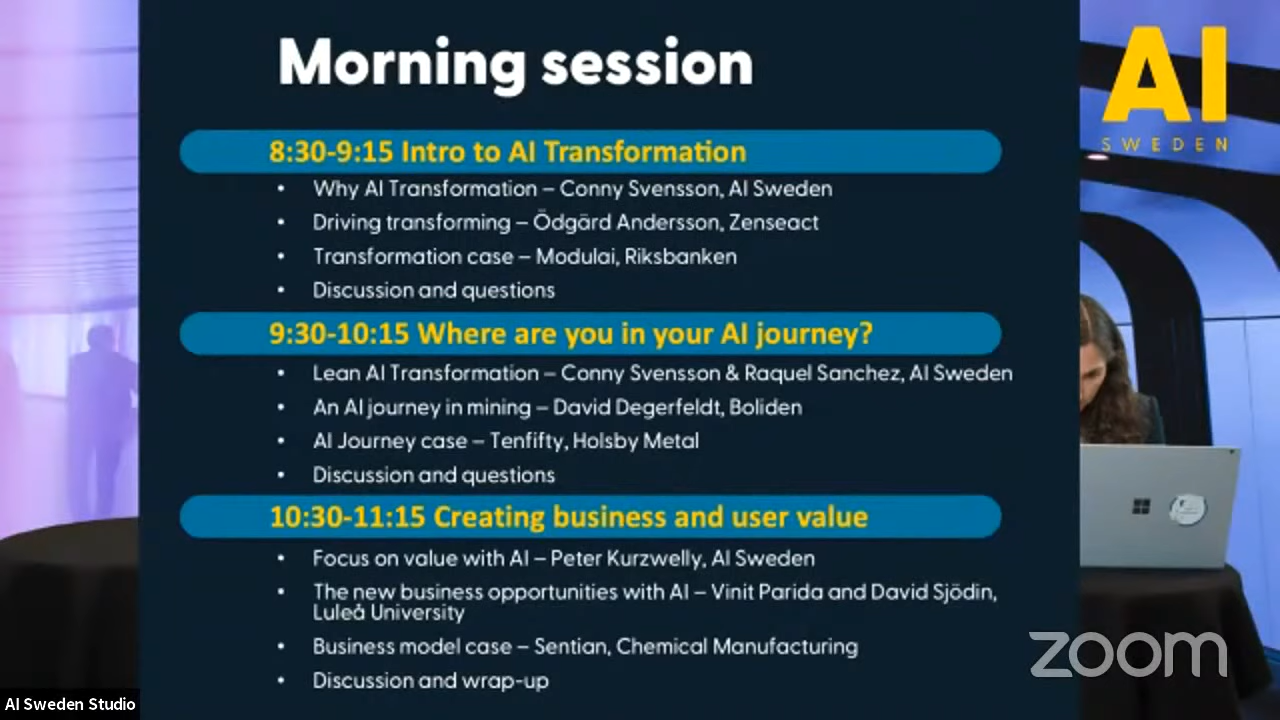 Morning session
AI
SWEDEN
8:30-9:15 Intro to AI Transformation
• Why AI Transformation – Conny Svensson, AI Sweden
• Driving transforming – Ödgärd Andersson, Zenseact
• Transformation case – Modulai, Riksbanken
• Discussion and questions
9:30-10:15 Where are you in your AI journey?
• Lean AI Transformation – Conny Svensson & Raquel Sanchez, AI Sweden
• An AI journey in mining – David Degerfeldt, Boliden
• AI Journey case – Tenfifty, Holsby Metal
• Discussion and questions
10:30-11:15 Creating business and user value
• Focus on value with AI – Peter Kurzwelly, AI Sweden
• The new business opportunities with AI – Vinit Parida and David Sjödin,
Luleå University
• Business model case – Sentian, Chemical Manufacturing
• Discussion and wrap-up
zoom
AI Sweden Studio